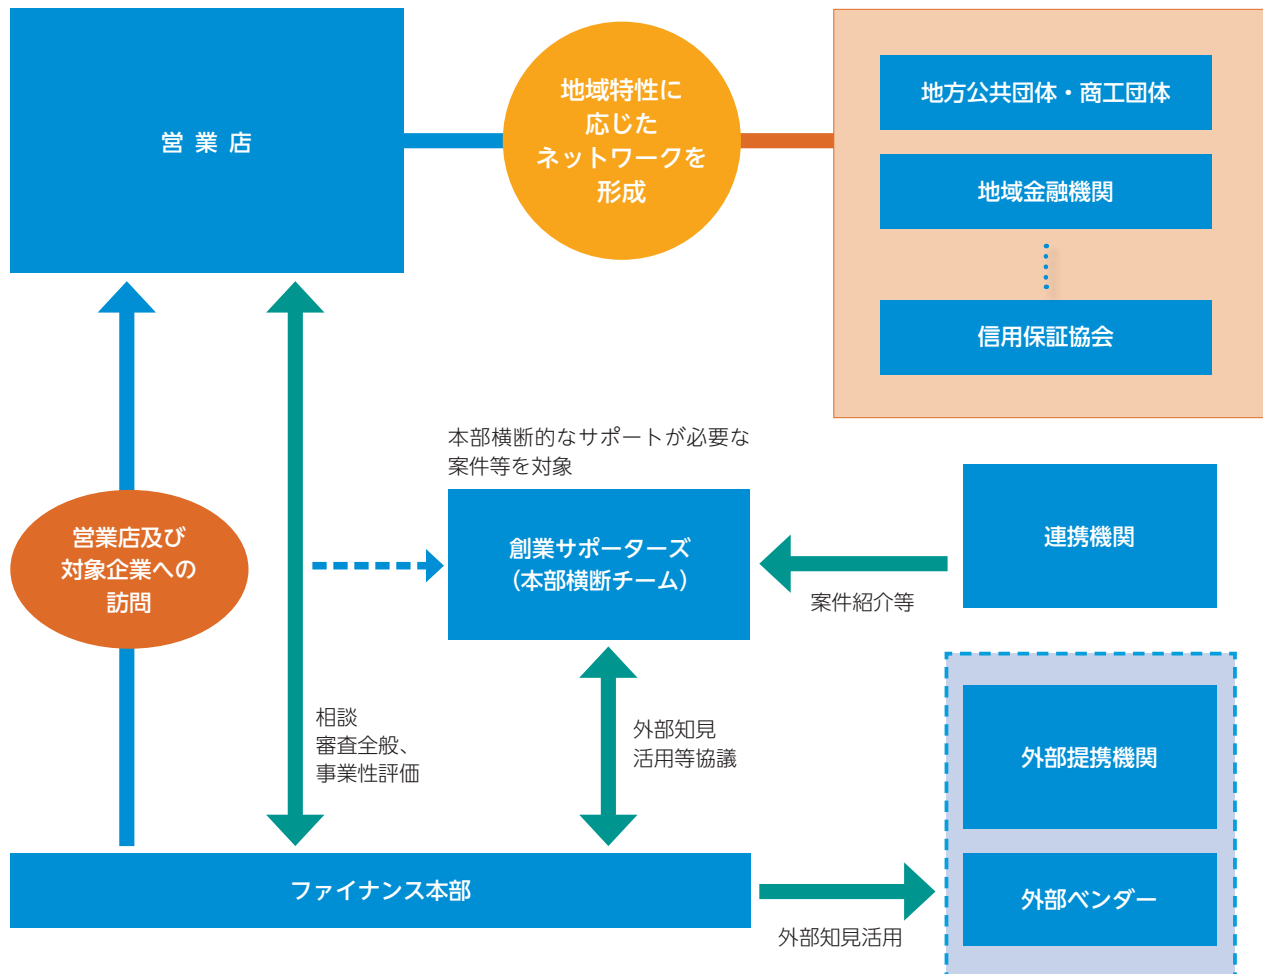 営業店
地域特性に
応じた
ネットワークを
形成
地方公共団体・商工団体
地域金融機関
信用保証協会
本部横断的なサポートが必要な
案件等を対象
創業サポーターズ
（本部横断チーム）
連携機関
案件紹介等
営業店及び
対象企業への
訪問
相談
審査全般、
事業性評価
外部知見
活用等協議
外部提携機関
外部ベンダー
ファイナンス本部
外部知見活用